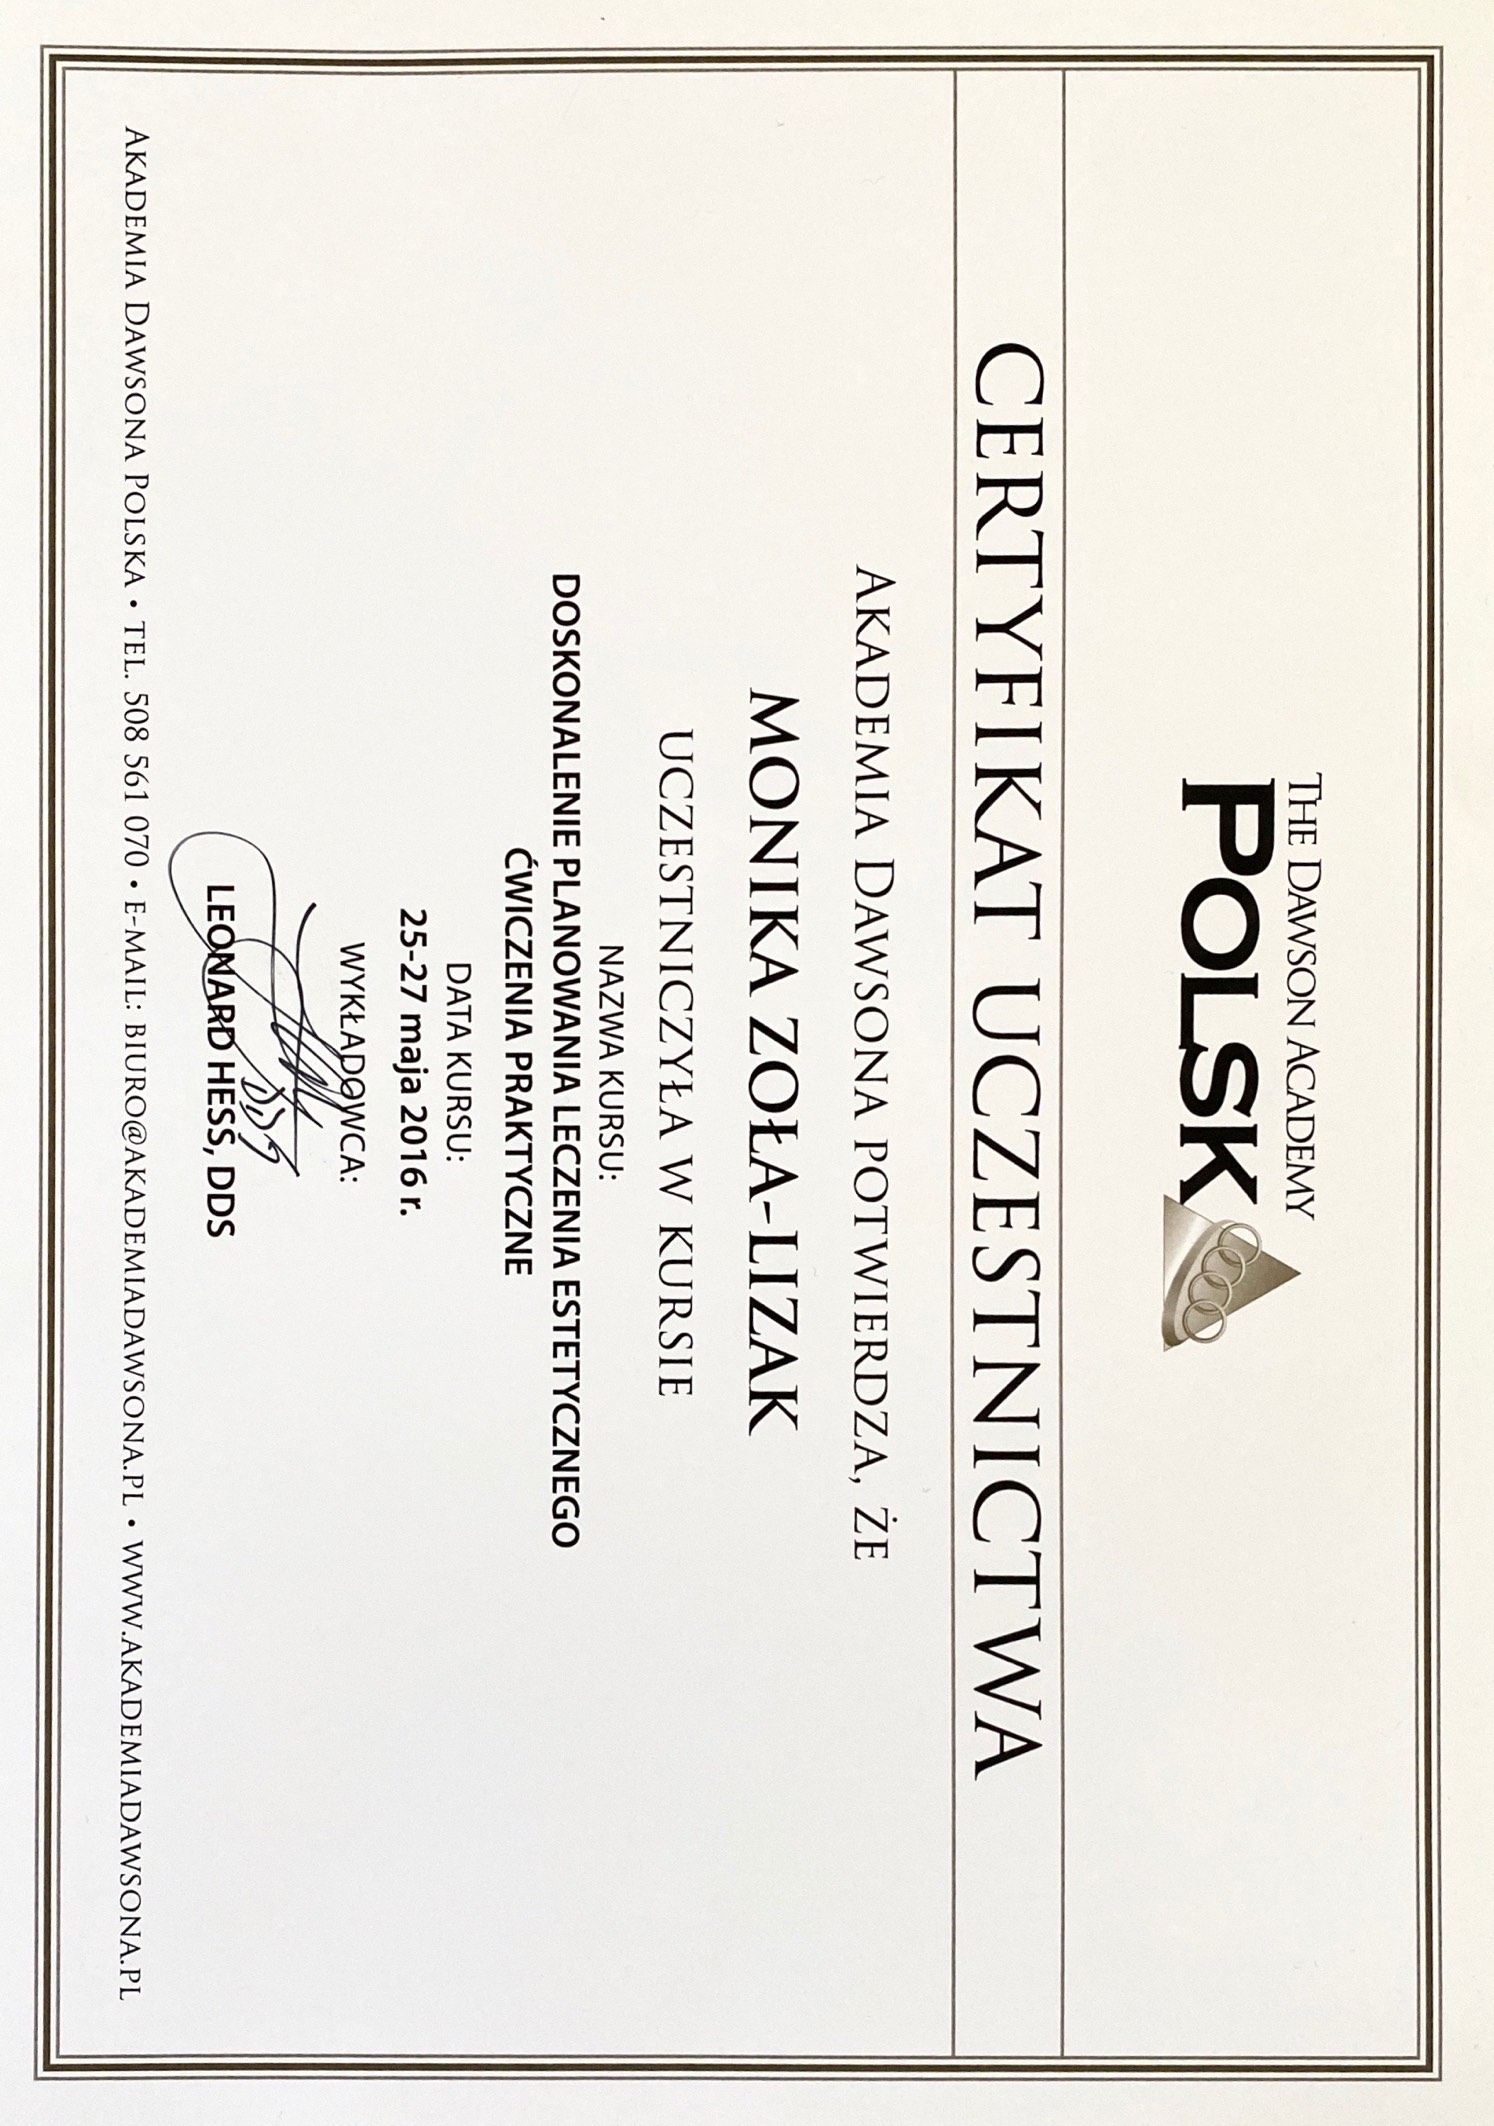 THE DAWSON ACADEMY
POLSK
CERTYFIKAT UCZESTNICTWA
AKADEMIA DAWSONA POTWIERDZA, ŻE
MONIKA ZOŁA-LIZAK
UCZESTNICZYŁA W KURSIE
NAZWA KURSU:
DOSKONALENIE PLANOWANIA LECZENIA ESTETYCZNEGO
ĆWICZENIA PRAKTYCZNE
DATA KURSU:
25-27 maja 2016 r.
WYKŁADOWCA:
DDS
LEONARD HESS, DDS
AKADEMIA DAWSONA POLSKA • TEL. 508 561 070 • E-MAIL: BIURO@AKADEMIADAWSONA.PL • WWW.AKADEMIADAWSONA.PL